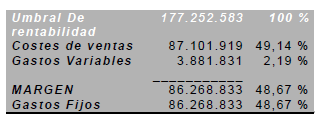 Umbral De 177.252.583 100 %
rentabilidad
Costes de ventas 87.101.919 49,14 %
Gastos Variables 3.881.831 2,19 %
___________
MARGEN 86.268.833 48,67 %
Gastos Fijos 86.268.833 48,67 %